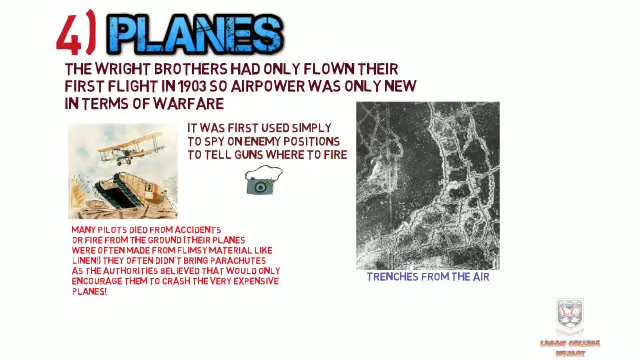 4) PLANES
THE WRIGHT BROTHERS HAD ONLY FLOWN THEIR
FIRST FLIGHT IN 1903 SO AIRPOWER WAS ONLY NEW
IN TERMS OF WARFARE
IT WAS FIRST USED SIMPLY
TO SPY ON ENEMY POSITIONS
TO TELL GUNS WHERE TO FIRE
MANY PILOTS DIED FROM ACCIDENTS
OR FIRE FROM THE GROUND (THEIR PLANES
WERE OFTEN MADE FROM FLIMSY MATERIAL LIKE
LINEN!) THEY OFTEN DIDN'T BRING PARACHUTES
AS THE AUTHORITIES BELIEVED THAT WOULD ONLY
ENCOURAGE THEM TO CRASH THE VERY EXPENSIVE
PLANES!
TRENCHES FROM THE AIR
LAGAN COLLEGE
BELFAST